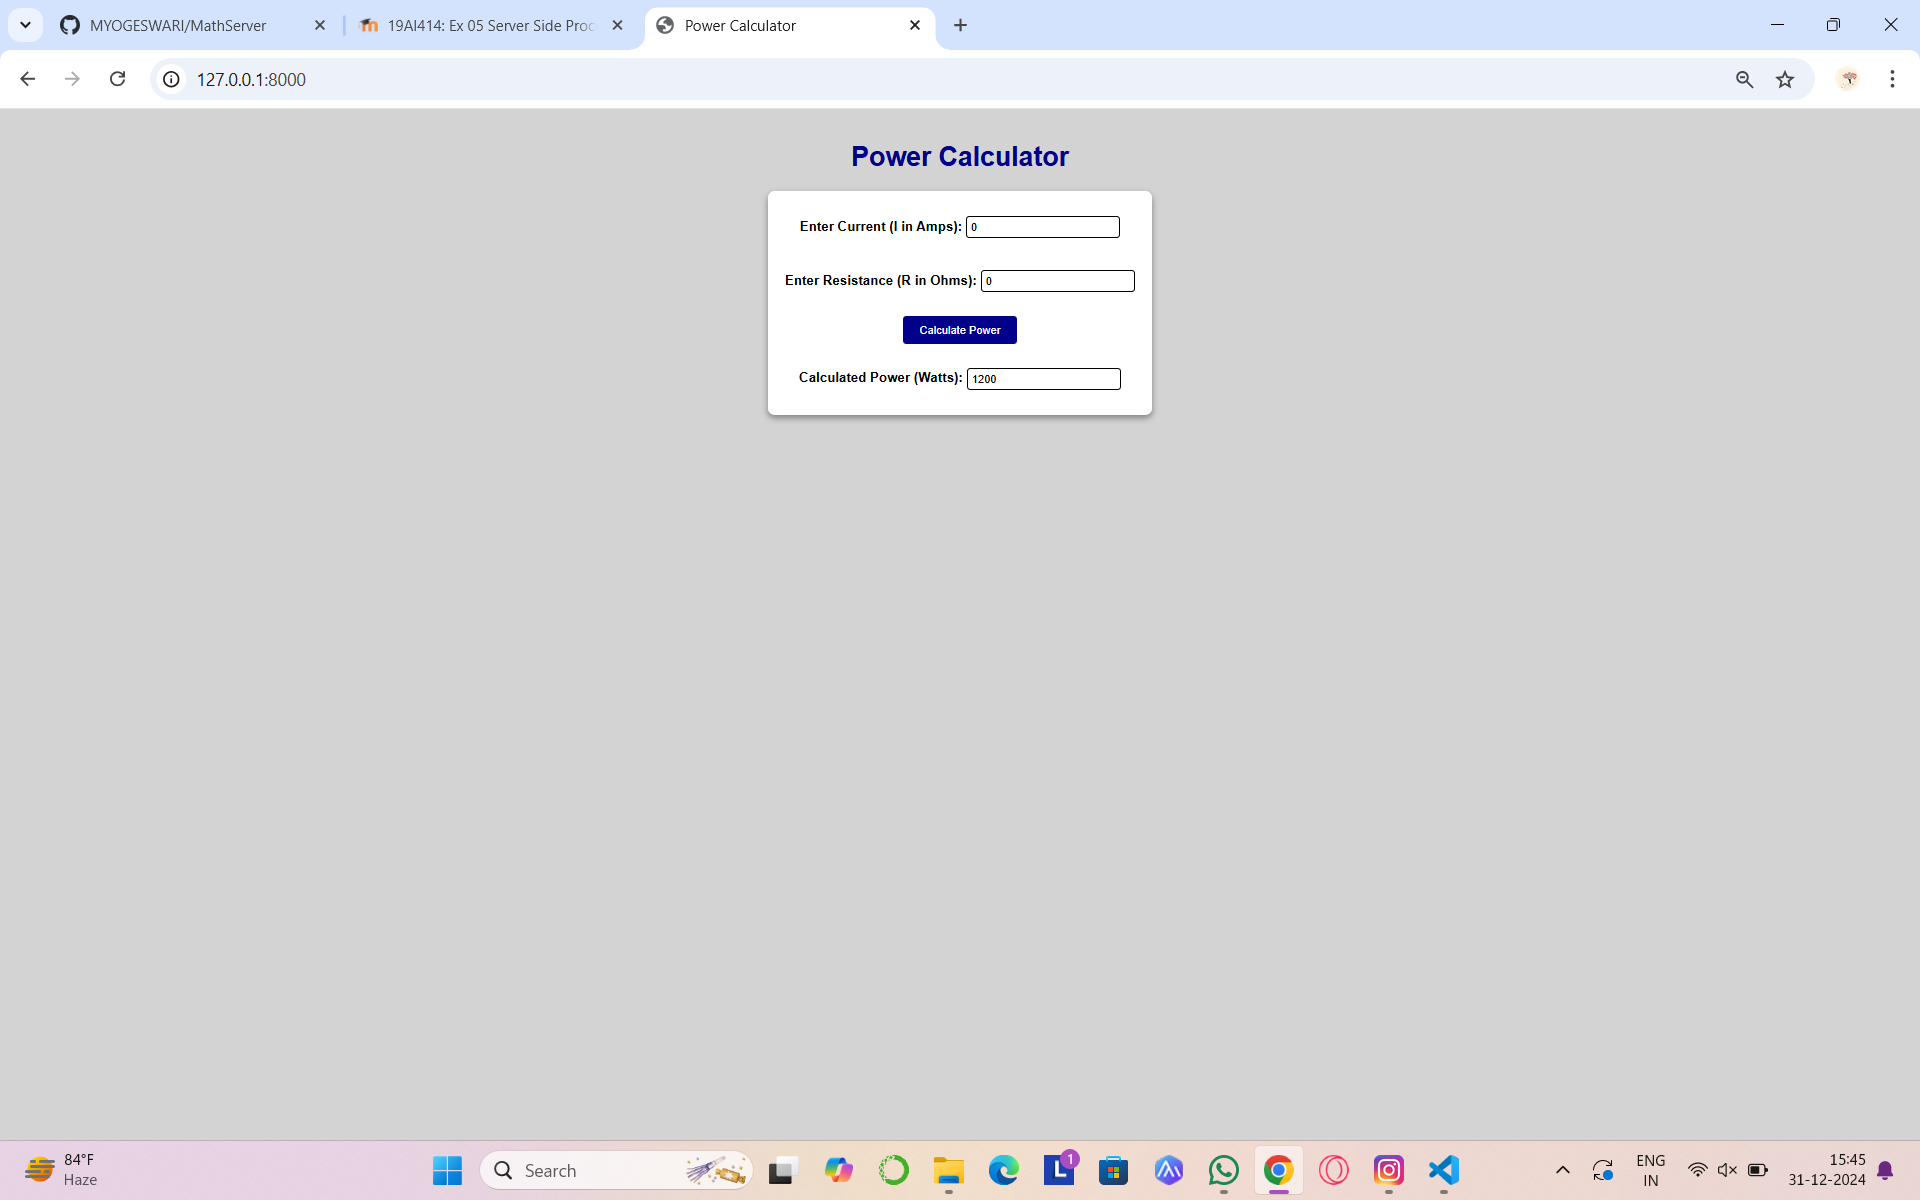 MYOGESWARI/MathServer
19AI414: Ex 05 Server Side Proc
Power Calculator
127.0.0.1:8000
Power Calculator
Enter Current (I in Amps): 0
Enter Resistance (R in Ohms): 0
Calculate Power
Calculated Power (Watts): 1200
84°F
Haze
Search
L
1
ENG
IN
15:45
31-12-2024